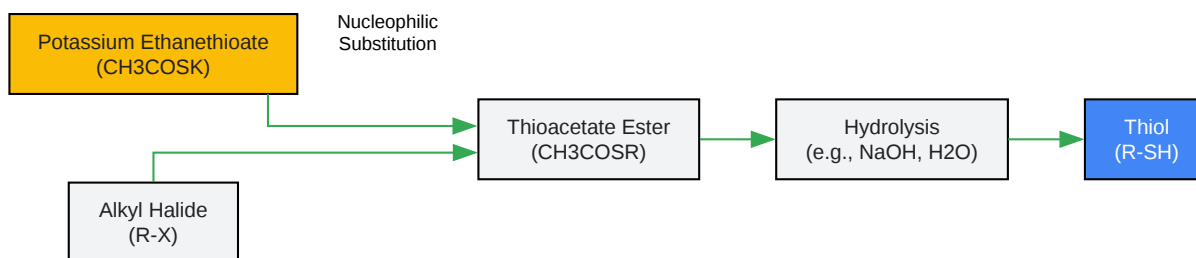 Nucleophilic
Substitution
Potassium Ethanethioate
(CH3COSK)
Thioacetate Ester
(CH3COSR)
Hydrolysis
(e.g., NaOH, H2O)
Thiol
(R-SH)
Alkyl Halide
(R-X)